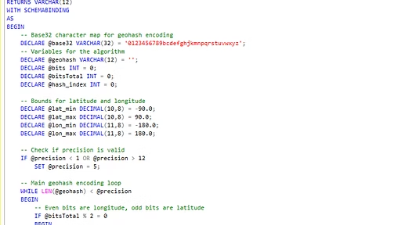 RETURNS VARCHAR(12)
WITH SCHEMABINDING
AS
BEGIN
-- Base32 character map for geohash encoding
DECLARE @base32 VARCHAR(32) = '0123456789bcdefghjkmnpqrstuvwxyz';
-- Variables for the algorithm
DECLARE @geohash VARCHAR(12) = '';
DECLARE @bits INT = 0;
DECLARE @bitsTotal INT = 0;
DECLARE @hash_index INT = 0;
-- Bounds for latitude and longitude
DECLARE @lat_min DECIMAL(10,8) = -90.0;
DECLARE @lat_max DECIMAL(10,8) = 90.0;
DECLARE @lon_min DECIMAL(11,8) = -180.0;
DECLARE @lon_max DECIMAL(11,8) = 180.0;
-- Check if precision is valid
IF @precision < 1 OR @precision > 12
SET @precision = 5;
-- Main geohash encoding loop
WHILE LEN(@geohash) < @precision
BEGIN
-- Even bits are longitude, odd bits are latitude
IF @bitsTotal % 2 = 0
BEGIN